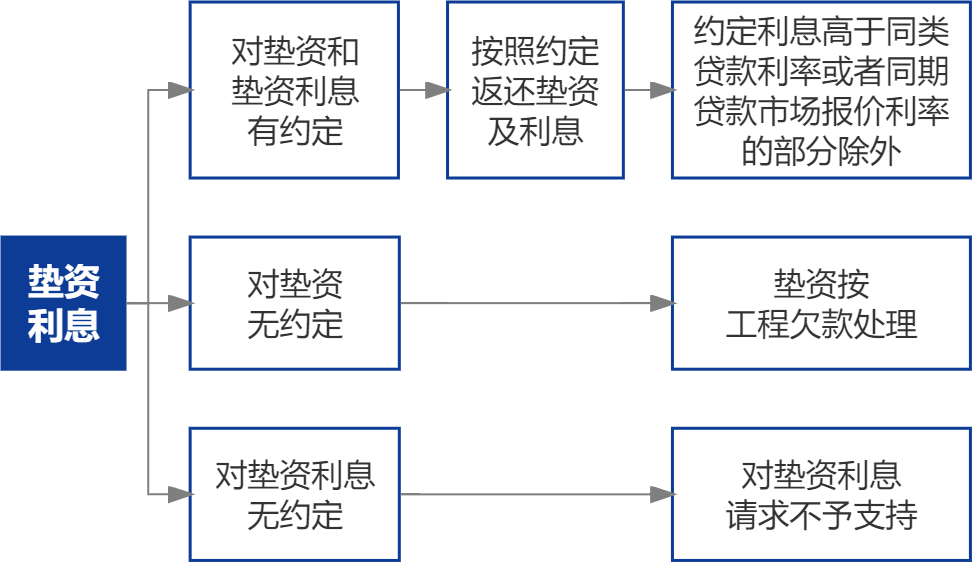 垫资
利息
对垫资和
垫资利息
有约定
按照约定
返还垫资
及利息
约定利息高于同类
贷款利率或者同期
贷款市场报价利率
的部分除外
对垫资
无约定
垫资按
工程欠款处理
对垫资利息
无约定
对垫资利息
请求不予支持